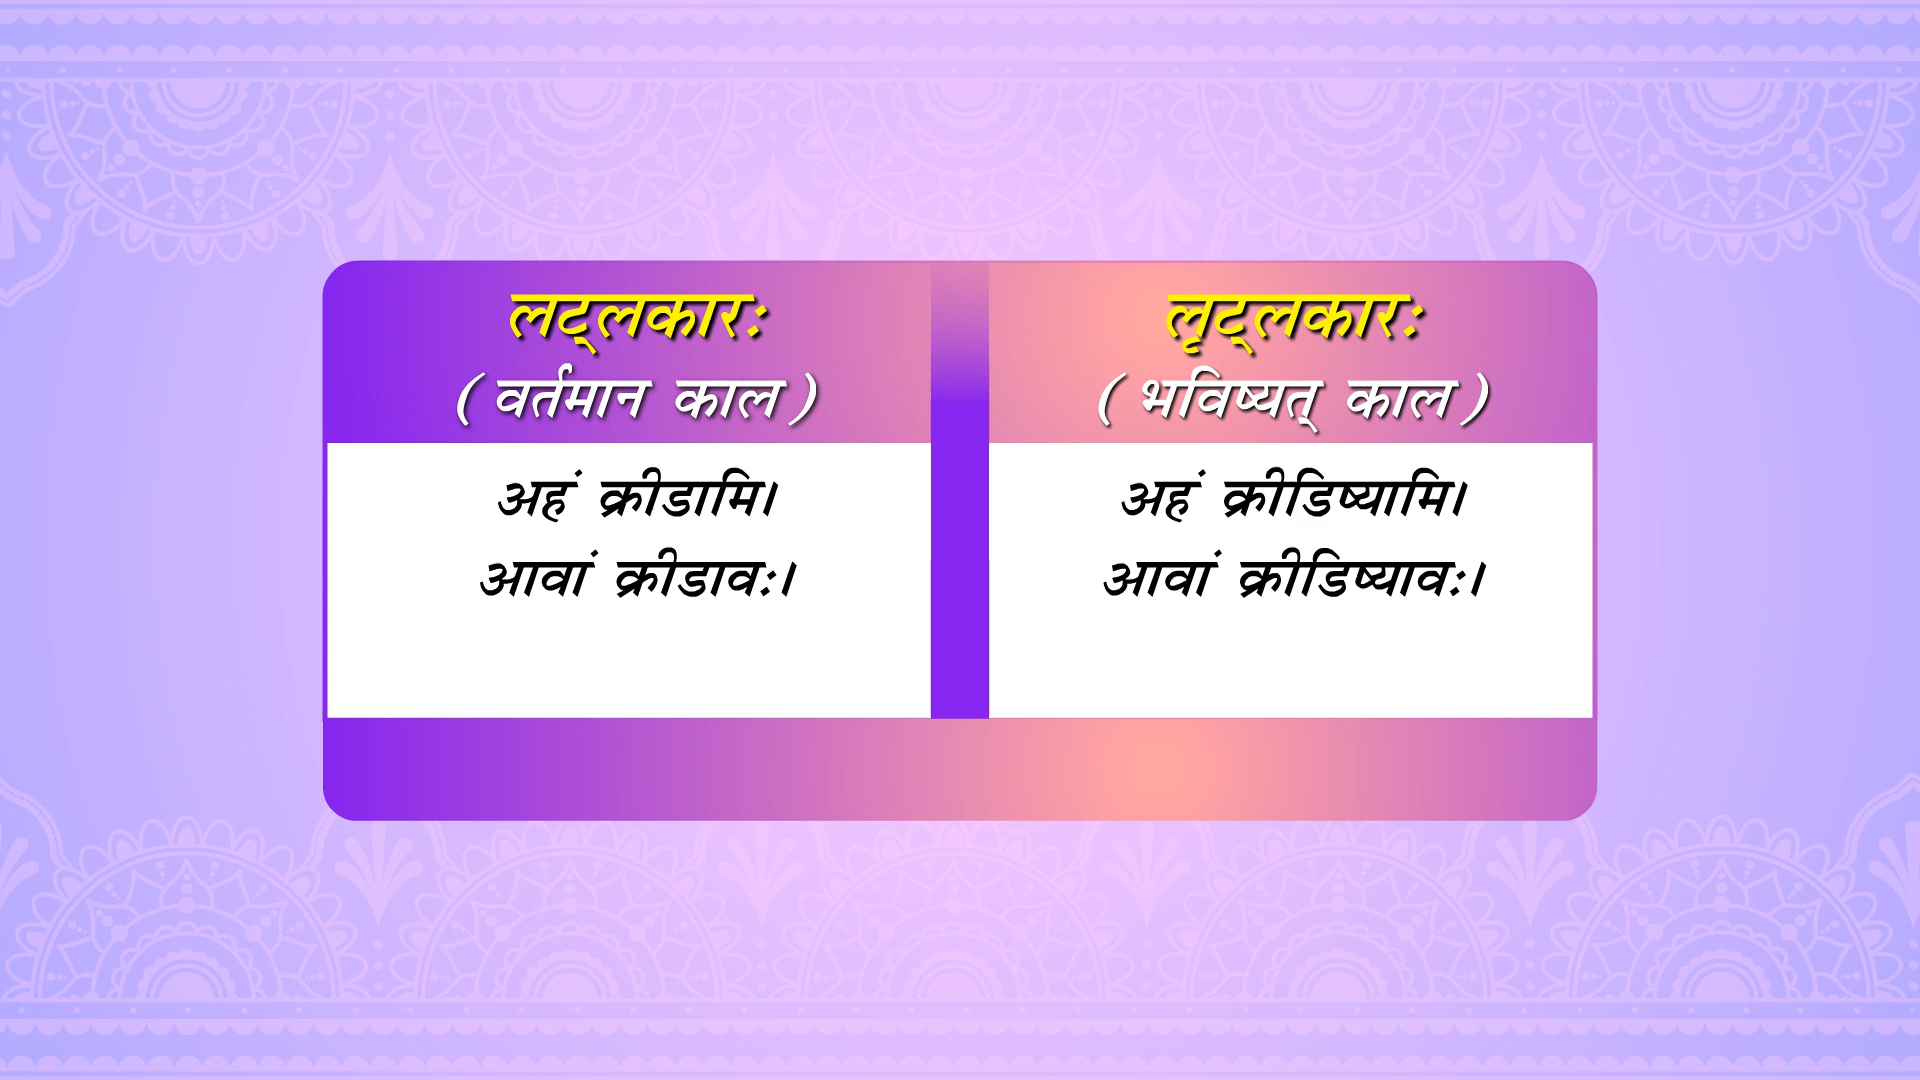 लट्लकारः
( वर्तमान काल )
अहं क्रीडामि।
आवां क्रीडावः।
लृट्लकारः
( भविष्यत् काल )
अहं क्रीडिष्यामि।
आवां क्रीडिष्यावः।